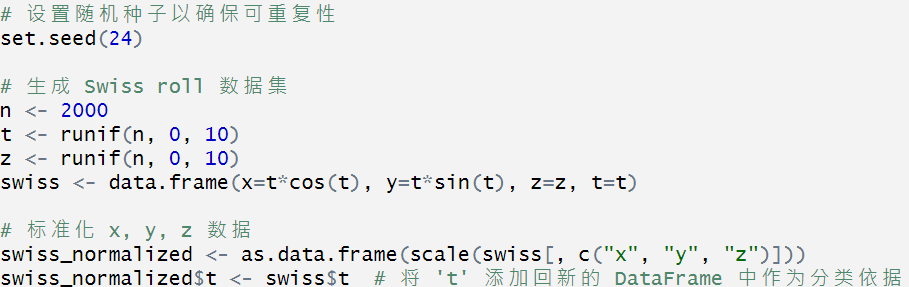 # 设置随机种子以确保可重复性
set.seed(24)
# 生成 Swiss roll 数据集
n <- 2000
t <- runif(n, 0, 10)
z <- runif(n, 0, 10)
swiss <- data.frame(x=t*cos(t), y=t*sin(t), z=z, t=t)
# 标准化 x, y, z 数据
swiss_normalized <- as.data.frame(scale(swiss[, c("x", "y", "z")]))
swiss_normalized$t <- swiss$t  # 将 't' 添加回新的 DataFrame 中作为分类依据